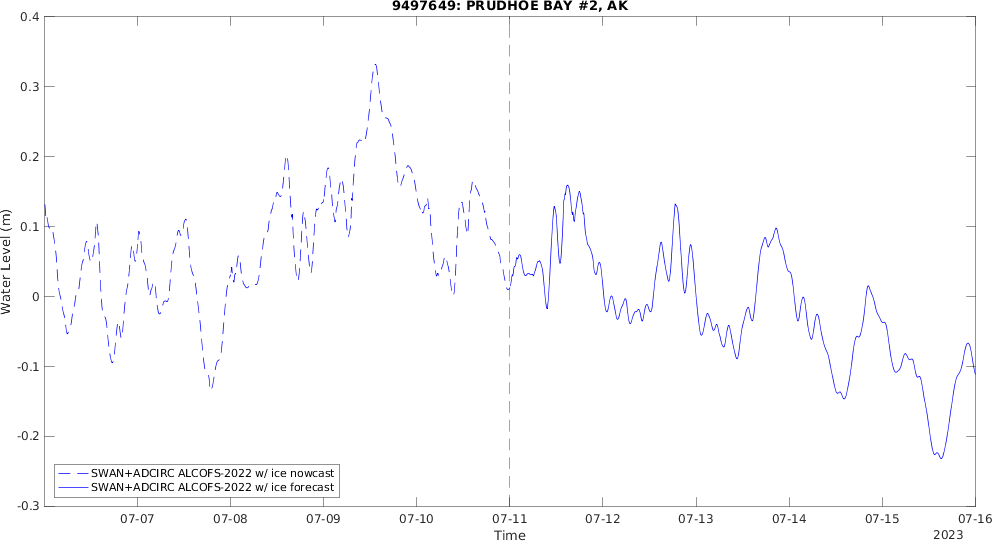 9497649: PRUDHOE BAY #2, AK
Water Level (m)
0.4
0.3
0.2
0.1
0
-0.1
-0.2
-0.3
SWAN+ADCIRC ALCOFS-2022 w/ ice nowcast
SWAN+ADCIRC ALCOFS-2022 w/ ice forecast
07-07 07-08 07-09 07-10 07-11 07-12 07-13 07-14 07-15 07-16
Time
2023